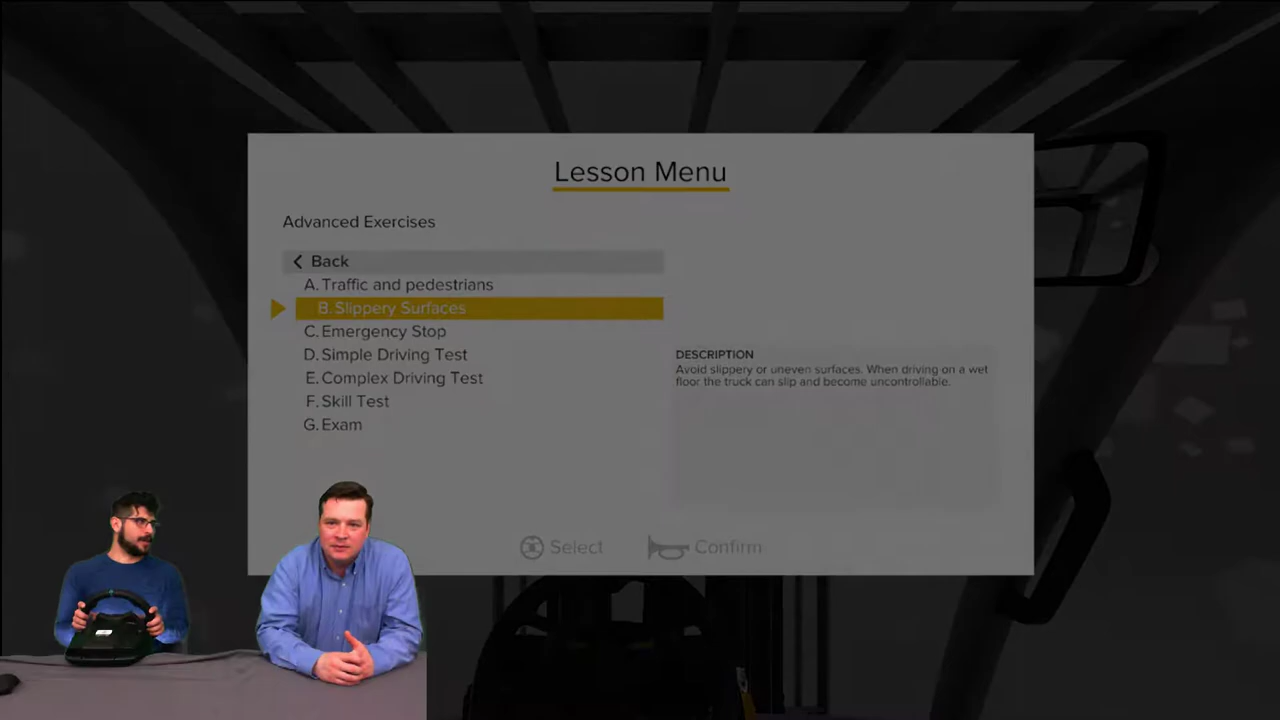 Lesson Menu
Advanced Exercises
Back
A. Traffic and pedestrians
B. Slippery Surfaces
C. Emergency Stop
D. Simple Driving Test
E. Complex Driving Test
F. Skill Test
G. Exam
DESCRIPTION
Avoid slippery or uneven surfaces. When driving on a wet
floor the truck can slip and become uncontrollable.
Select
Confirm